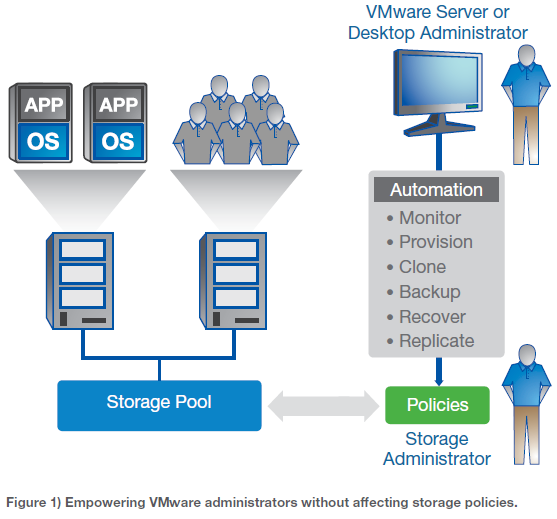 VMware Server or
Desktop Administrator
APP
OS
APP
OS
Automation
• Monitor
• Provision
• Clone
• Backup
• Recover
• Replicate
Storage Pool
Policies
Storage
Administrator
Figure 1) Empowering VMware administrators without affecting storage policies.